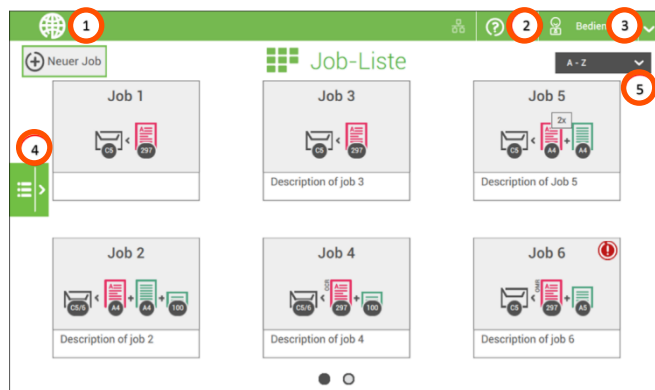 1
2
Bedien
3
Neuer Job
Job-Liste
A - Z
5
Job 1
C5
297
Job 3
C5
297
Description of job 3
Job 5
2x
C5
A4
A4
Description of Job 5
4
Job 2
C5/6
A4
A4
100
Description of job 2
Job 4
OCR
C5/6
297
100
Description of job 4
Job 6
OMR
C5
297
A5
Description of job 6